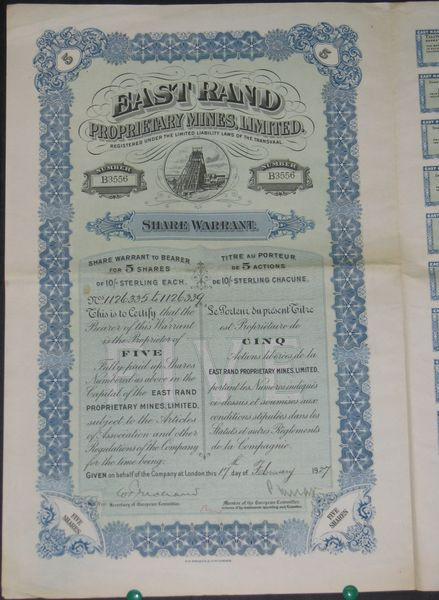 5 5
EAST RAND
PROPRIETARY MINES, LIMITED.
REGISTERED UNDER THE LIMITED LIABILITY LAWS OF THE TRANSVAAL.
NUMBER
B3556
NUMBER
B3556
SHARE WARRANT.
SHARE WARRANT TO BEARER
FOR 5 SHARES
OF 10/- STERLING EACH.
No 1126335 to 1126339
This is to Certify that the
Bearer of this Warrant
is the Proprietor of
FIVE
Fully paid up Shares
Numbered as above in the
Capital of the EAST RAND
PROPRIETARY MINES, LIMITED,
subject to the Articles
of Association and other
Regulations of the Company
for the time being.
TITRE AU PORTEUR
DE 5 ACTIONS
DE 10/- STERLING CHACUNE.
Le Porteur du présent Titre
est Propriétaire de
CINQ
Actions libérées de la
EAST RAND PROPRIETARY MINES, LIMITED,
portant les Numéros indiqués
ci-dessus et soumises aux
conditions stipulées dans les
Statuts et autres Règlements
de la Compagnie.
GIVEN on behalf of the Company at London, this 17th day of February 1927
Secretary of European Committee.
Member of the European Committee
FIVE
SHARES
FIVE
SHARES